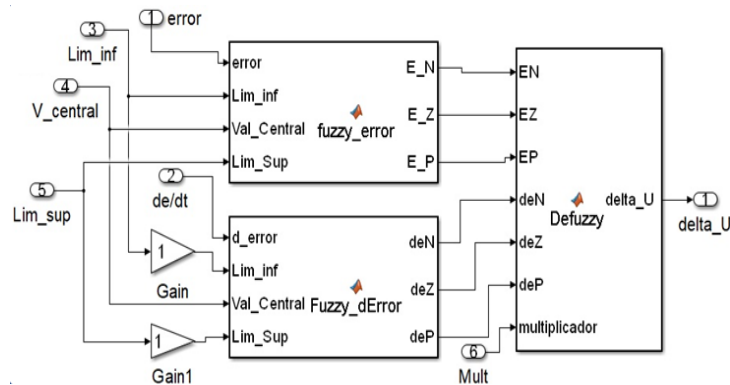 1 error
3
Lim_inf
4
V_central
5
Lim_sup
2
de/dt
1
Gain
1
Gain1
error
Lim_inf
Val_Central
Lim_Sup
fuzzy_error
E_N
E_Z
E_P
d_error
Lim_inf
Val_Central
Lim_Sup
Fuzzy_dError
deN
deZ
deP
EN
EZ
EP
deN
deZ
deP
multiplicador
Defuzzy
delta_U
6
Mult
1
delta_U